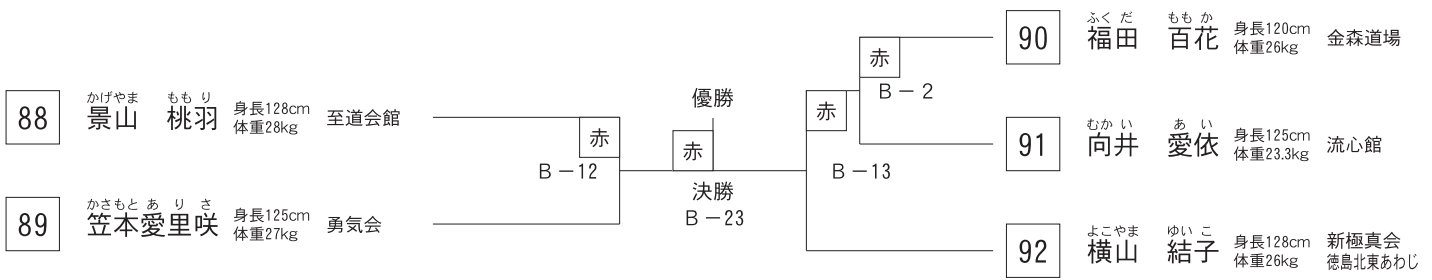 88
かげやま ももり
景山 桃羽
身長128cm
体重28kg
至道会館
89
かさもと ありさ
笠本愛里咲
身長125cm
体重27kg
勇気会
赤
B－12
優勝
赤
決勝
B－23
赤
B－13
赤
B－2
90
ふくだ ももか
福田 百花
身長120cm
体重26kg
金森道場
91
むかい あい
向井 愛依
身長125cm
体重23.3kg
流心館
92
よこやま ゆいこ
横山 結子
身長128cm
体重26kg
新極真会
徳島北東あわじ